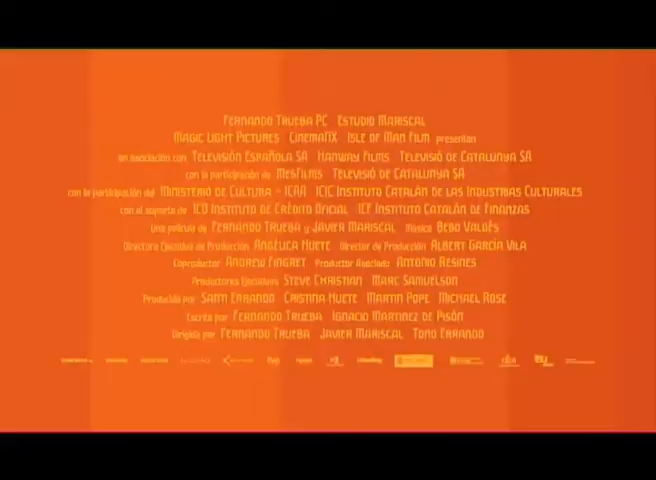 Fernando Trueba PC Estudio Mariscal
Magic Light Pictures CinemaNX Isle of Man Film presentan
en asociación con Televisión Española SA Hanway Films Televisió de Catalunya SA
con la participación de Mesfilms Televisió de Catalunya SA
con la participación del Ministerio de Cultura - ICAA ICIC Instituto Catalán de las Industrias Culturales
con el soporte de ICO Instituto de Crédito Oficial ICF Instituto Catalán de Finanzas
Una película de Fernando Trueba y Javier Mariscal Música Bebo Valdés
Directora Ejecutiva de Producción Angélica Huete Director de Producción Albert García Vila
Coproductor Andrew Fingret Productor Asociado Antonio Resines
Productores Ejecutivos Steve Christian Marc Samuelson
Producida por Santi Errando Cristina Huete Martin Pope Michael Rose
Escrita por Fernando Trueba Ignacio Martínez de Pisón
Dirigida por Fernando Trueba Javier Mariscal Tono Errando